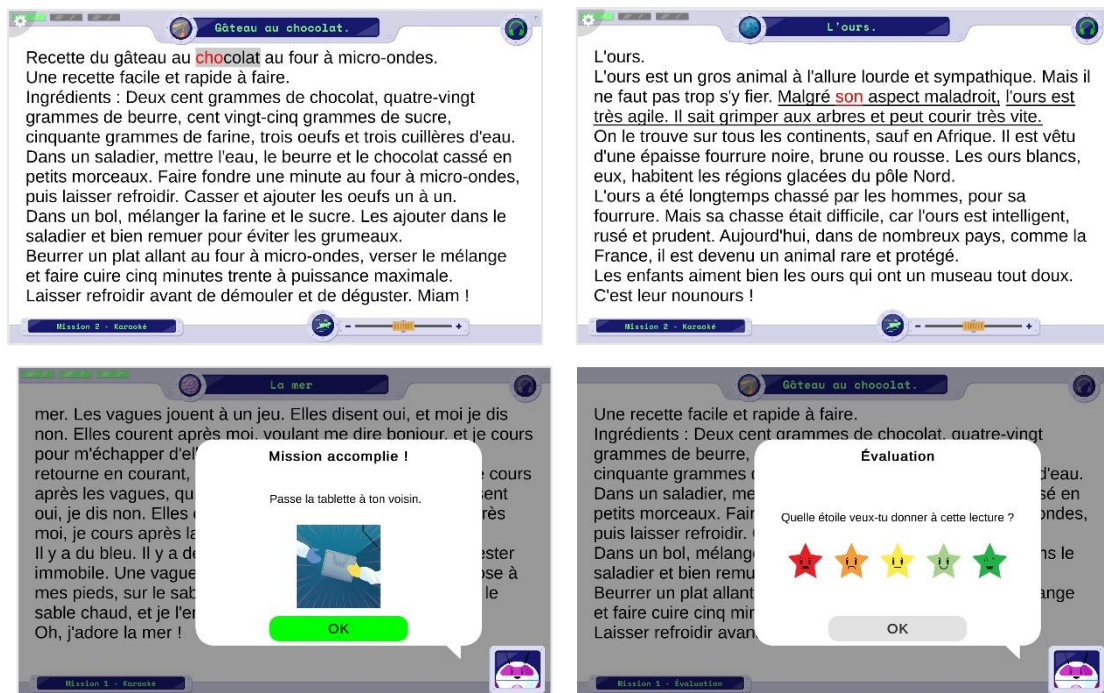 Gâteau au chocolat.
Recette du gâteau au chocolat au four à micro-ondes.
Une recette facile et rapide à faire.
Ingrédients : Deux cent grammes de chocolat, quatre-vingt
grammes de beurre, cent vingt-cinq grammes de sucre,
cinquante grammes de farine, trois oeufs et trois cuillères d'eau.
Dans un saladier, mettre l'eau, le beurre et le chocolat cassé en
petits morceaux. Faire fondre une minute au four à micro-ondes,
puis laisser refroidir. Casser et ajouter les oeufs un à un.
Dans un bol, mélanger la farine et le sucre. Les ajouter dans le
saladier et bien remuer pour éviter les grumeaux.
Beurrer un plat allant au four à micro-ondes, verser le mélange
et faire cuire cinq minutes trente à puissance maximale.
Laisser refroidir avant de démouler et de déguster. Miam !
Mission 2 - Karaoké
- +
L'ours.
L'ours.
L'ours est un gros animal à l'allure lourde et sympathique. Mais il
ne faut pas trop s'y fier. Malgré son aspect maladroit, l'ours est
très agile. Il sait grimper aux arbres et peut courir très vite.
On le trouve sur tous les continents, sauf en Afrique. Il est vêtu
d'une épaisse fourrure noire, brune ou rousse. Les ours blancs,
eux, habitent les régions glacées du pôle Nord.
L'ours a été longtemps chassé par les hommes, pour sa
fourrure. Mais sa chasse était difficile, car l'ours est intelligent,
rusé et prudent. Aujourd'hui, dans de nombreux pays, comme la
France, il est devenu un animal rare et protégé.
Les enfants aiment bien les ours qui ont un museau tout doux.
C'est leur nounours !
Mission 2 - Karaoké
- +
La mer
mer. Les vagues jouent à un jeu. Elles disent oui, et moi je dis
non. Elles courent après moi, voulant me dire bonjour, et je cours
pour m'échapper d'el
retourne en courant, cours
après les vagues, qu sent
oui, je dis non. Elles rès
moi, je cours après la
Il y a du bleu. Il y a de ester
immobile. Une vague ose à
mes pieds, sur le sab le
sable chaud, et je l'e
Oh, j'adore la mer !
Mission accomplie !
Passe la tablette à ton voisin.
OK
Mission 1 - Karaoké
Gâteau au chocolat.
Une recette facile et rapide à faire.
Ingrédients : Deux cent grammes de chocolat, quatre-vingt
grammes de beurre,
cinquante grammes d'eau.
Dans un saladier, me sé en
petits morceaux. Fair ondes,
puis laisser refroidir.
Dans un bol, mélang ns le
saladier et bien remu
Beurrer un plat allant ange
et faire cuire cinq min
Laisser refroidir avan
Évaluation
Quelle étoile veux-tu donner à cette lecture ?
OK
Mission 1 - Évaluation